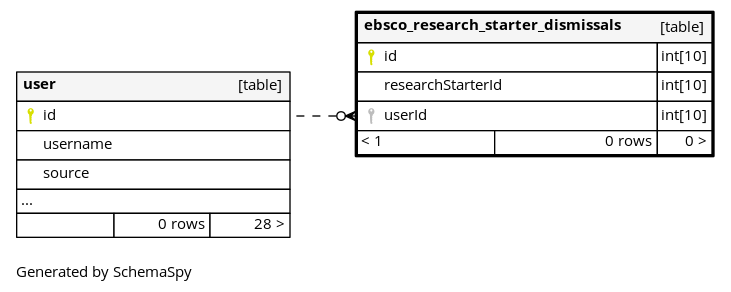 user [table]
id
username
source
...
0 rows 28 >
ebsco_research_starter_dismissals [table]
id int[10]
researchStarterId int[10]
userId int[10]
< 1 0 rows 0 >
Generated by SchemaSpy